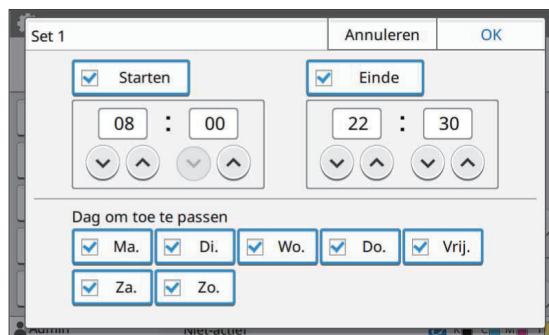 Set 1 Annuleren OK
Starten Einde
08 : 00 22 : 30
Dag om toe te passen
Ma. Di. Wo. Do. Vrij.
Za. Zo.
Admin Niet-actief K C M Y